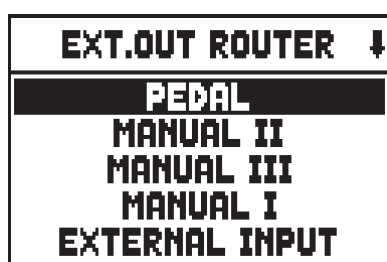 EXT.OUT ROUTER
PEDAL
MANUAL II
MANUAL III
MANUAL I
EXTERNAL INPUT